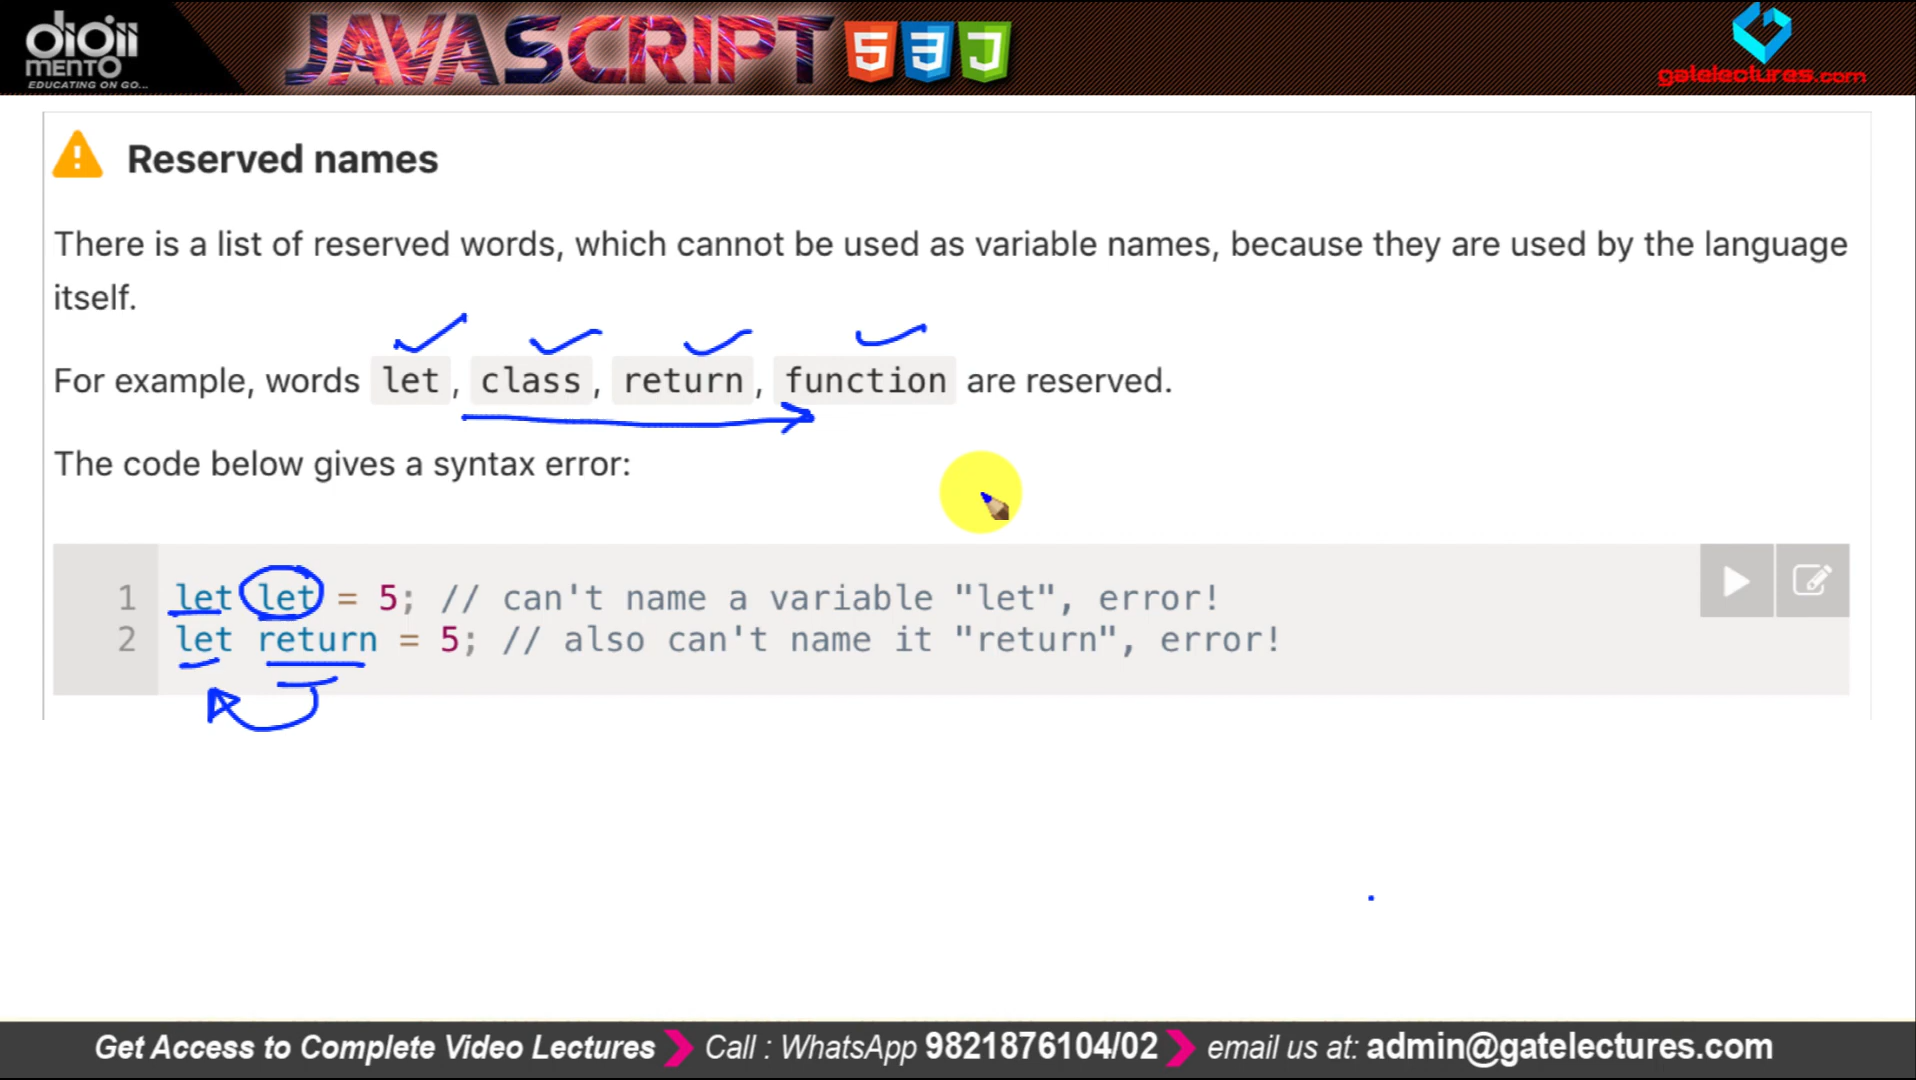 digii
MENTO
EDUCATING ON GO...
JAVASCRIPT
gatelectures.com
Reserved names
There is a list of reserved words, which cannot be used as variable names, because they are used by the language
itself.
For example, words let, class, return, function are reserved.
The code below gives a syntax error:
1 let let = 5; // can't name a variable "let", error!
2 let return = 5; // also can't name it "return", error!
Get Access to Complete Video Lectures Call : WhatsApp 9821876104/02 email us at: admin@gatelectures.com